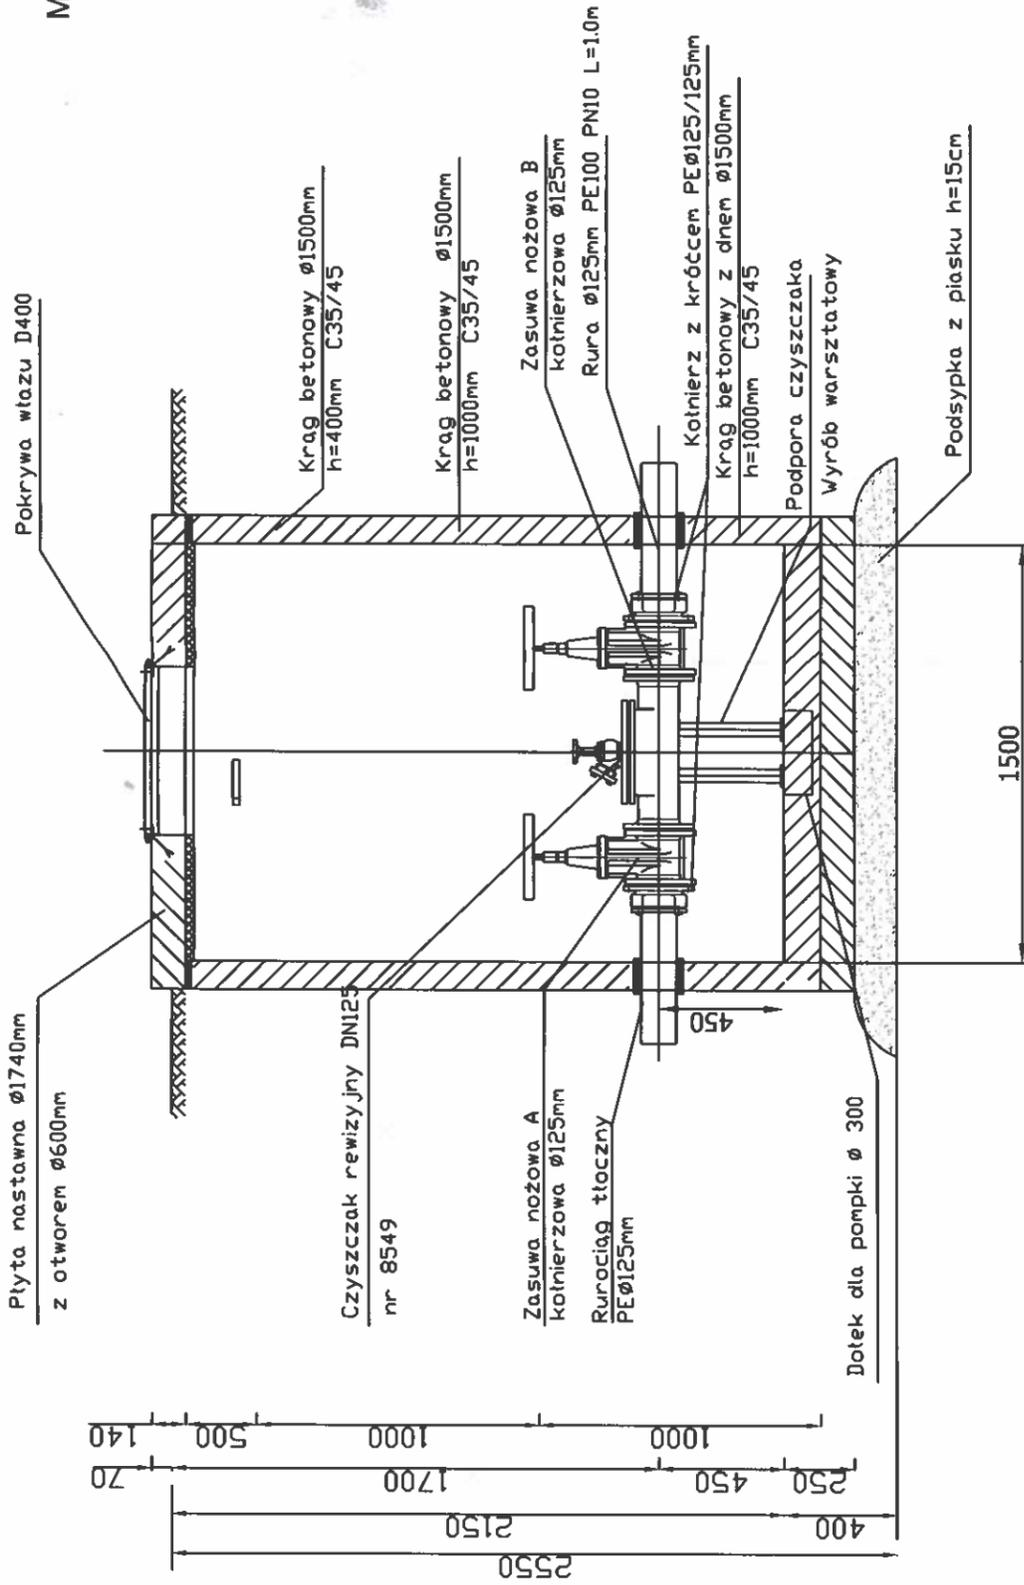 M
Pokrywa włazu D400
Płyta nastawna Ø1740mm
z otworem Ø600mm
Krąg betonowy Ø1500mm
h=400mm C35/45
Krąg betonowy Ø1500mm
h=1000mm C35/45
Czyszczak rewizyjny DN125
nr 8549
Zasuwa nożowa B
kołnierzowa Ø125mm
Rura Ø125mm PE100 PN10 L=1.0m
Zasuwa nożowa A
kołnierzowa Ø125mm
Rurociąg tłoczny
PEØ125mm
Kołnierz z króćcem PEØ125/125mm
Krąg betonowy z dnem Ø1500mm
h=1000mm C35/45
Podpora czyszczaka
Wyrób warsztatowy
Dołek dla pompki Ø 300
Podsypka z piasku h=15cm
450
1500
140
500
1000
1000
70
1700
450
250
2150
400
2550